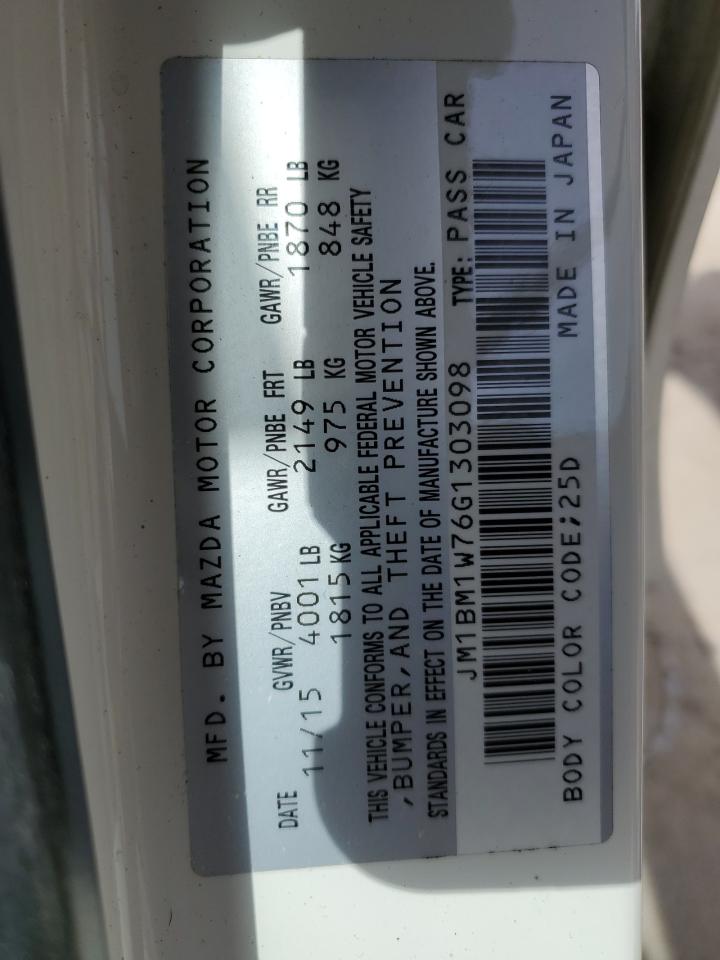 MFD. BY MAZDA MOTOR CORPORATION
DATE GVWR/PNBV GAWR/PNBE FRT GAWR/PNBE RR
11/15 4001 LB 2149 LB 1870 LB
1815 KG 975 KG 848 KG
THIS VEHICLE CONFORMS TO ALL APPLICABLE FEDERAL MOTOR VEHICLE SAFETY
,BUMPER,AND THEFT PREVENTION
STANDARDS IN EFFECT ON THE DATE OF MANUFACTURE SHOWN ABOVE.
JM1BM1W76G1303098 TYPE: PASS CAR
BODY COLOR CODE;25D MADE IN JAPAN